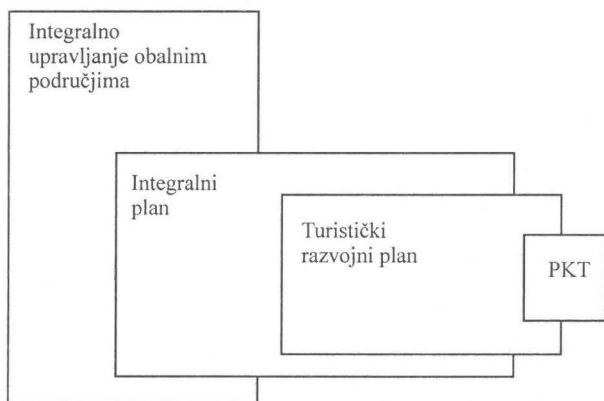 Integralno
upravljanje obalnim
područjima
Integralni
plan
Turistički
razvojni plan
PKT